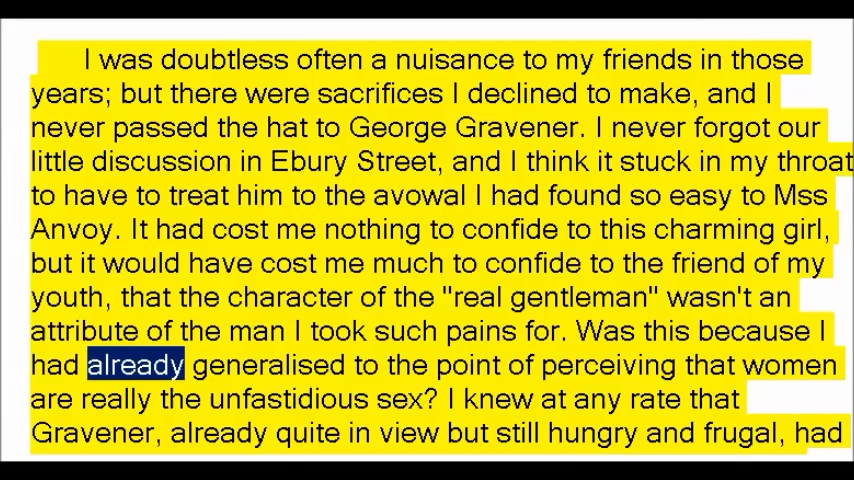 I was doubtless often a nuisance to my friends in those
years; but there were sacrifices I declined to make, and I
never passed the hat to George Gravener. I never forgot our
little discussion in Ebury Street, and I think it stuck in my throat
to have to treat him to the avowal I had found so easy to Mss
Anvoy. It had cost me nothing to confide to this charming girl,
but it would have cost me much to confide to the friend of my
youth, that the character of the "real gentleman" wasn't an
attribute of the man I took such pains for. Was this because I
had already generalised to the point of perceiving that women
are really the unfastidious sex? I knew at any rate that
Gravener, already quite in view but still hungry and frugal, had